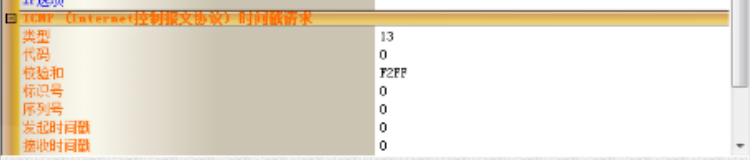 IP选项
ICMP (Internet控制报文协议) 时间戳请求
类型 13
代码 0
校验和 F2FF
标识号 0
序列号 0
发起时间戳 0
接收时间戳 0